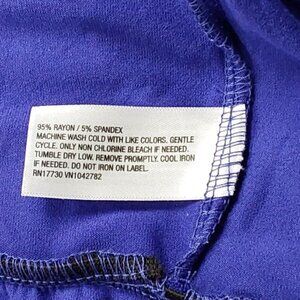 95% RAYON / 5% SPANDEX
MACHINE WASH COLD WITH LIKE COLORS. GENTLE
CYCLE. ONLY NON CHLORINE BLEACH IF NEEDED.
TUMBLE DRY LOW. REMOVE PROMPTLY. COOL IRON
IF NEEDED. DO NOT IRON ON LABEL.
RN17730 VN1042782